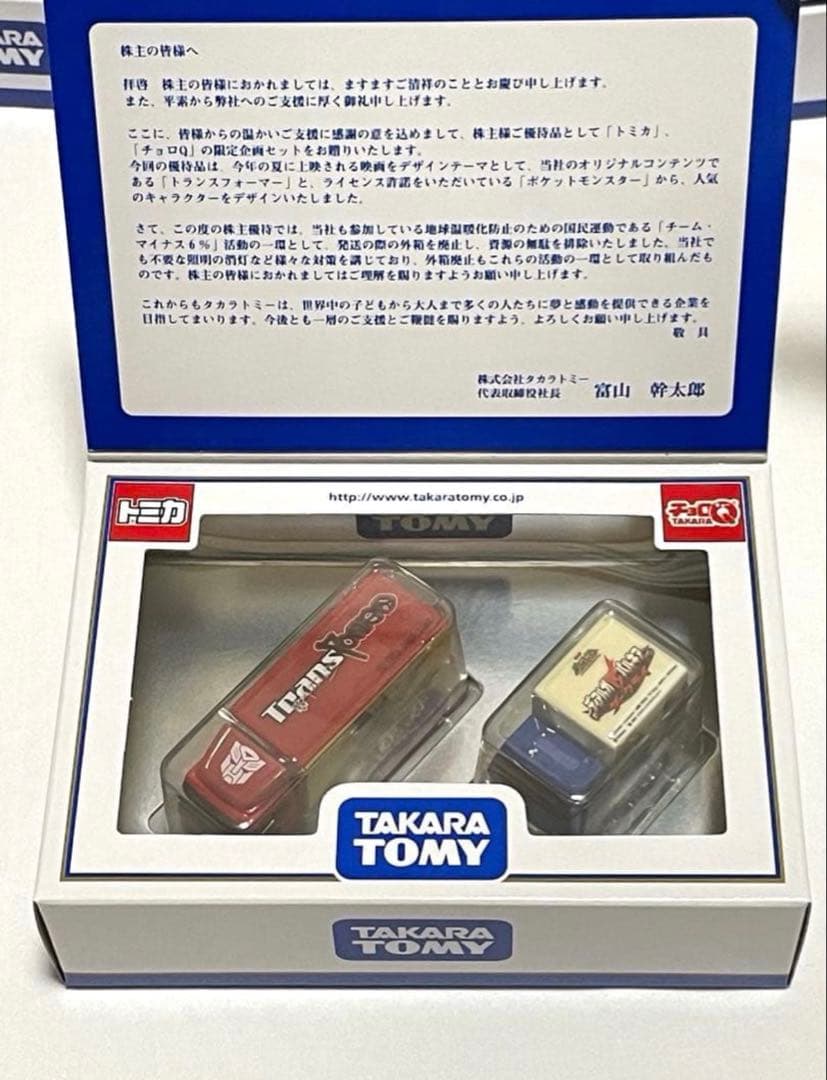 ARA
MY
株主の皆様へ
拝啓　株主の皆様におかれましては、ますますご清祥のこととお慶び申し上げます。
また、平素から弊社へのご支援に厚く御礼申し上げます。
ここに、皆様からの温かいご支援に感謝の意を込めまして、株主様ご優待品として「トミカ」、
「チョロQ」の限定企画セットをお贈りいたします。
今回の優待品は、今年の夏に上映される映画をデザインテーマとして、当社のオリジナルコンテンツで
ある「トランスフォーマー」と、ライセンス許諾をいただいている「ポケットモンスター」から、人気
のキャラクターをデザインいたしました。
さて、この度の株主優待では、当社も参加している地球温暖化防止のための国民運動である「チーム・
マイナス6％」活動の一環として、発送の際の外箱を廃止し、資源の無駄を排除いたしました。当社で
も不要な照明の消灯など様々な対策を講じており、外箱廃止もこれらの活動の一環として取り組んだも
のです。株主の皆様におかれましてはご理解を賜りますようお願い申し上げます。
これからもタカラトミーは、世界中の子どもから大人まで多くの人たちに夢と感動を提供できる企業を
目指してまいります。今後とも一層のご支援とご鞭撻を賜りますよう、よろしくお願い申し上げます。
敬 具
株式会社タカラトミー
代表取締役社長　富山　幹太郎
トミカ
http://www.takaratomy.co.jp
チョロQ
TAKARA
TOMY
Transformers
TAKARA
TOMY
TAKARA
TOMY